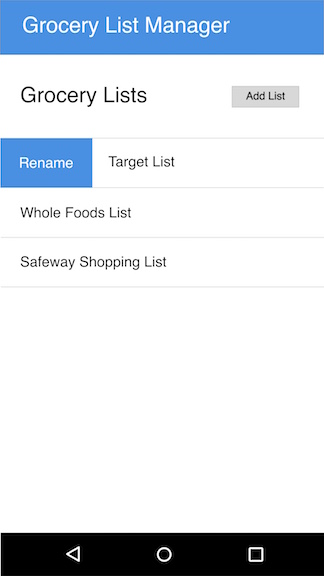 Grocery List Manager
Grocery Lists
Add List
Rename
Target List
Whole Foods List
Safeway Shopping List